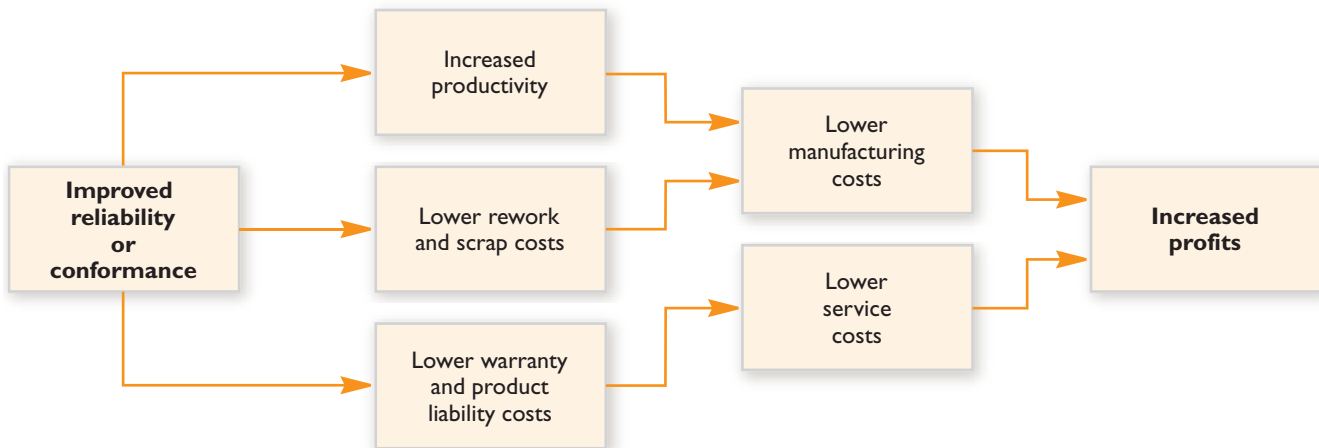 Improved
reliability
or
conformance
Increased
productivity
Lower rework
and scrap costs
Lower warranty
and product
liability costs
Lower
manufacturing
costs
Lower
service
costs
Increased
profits